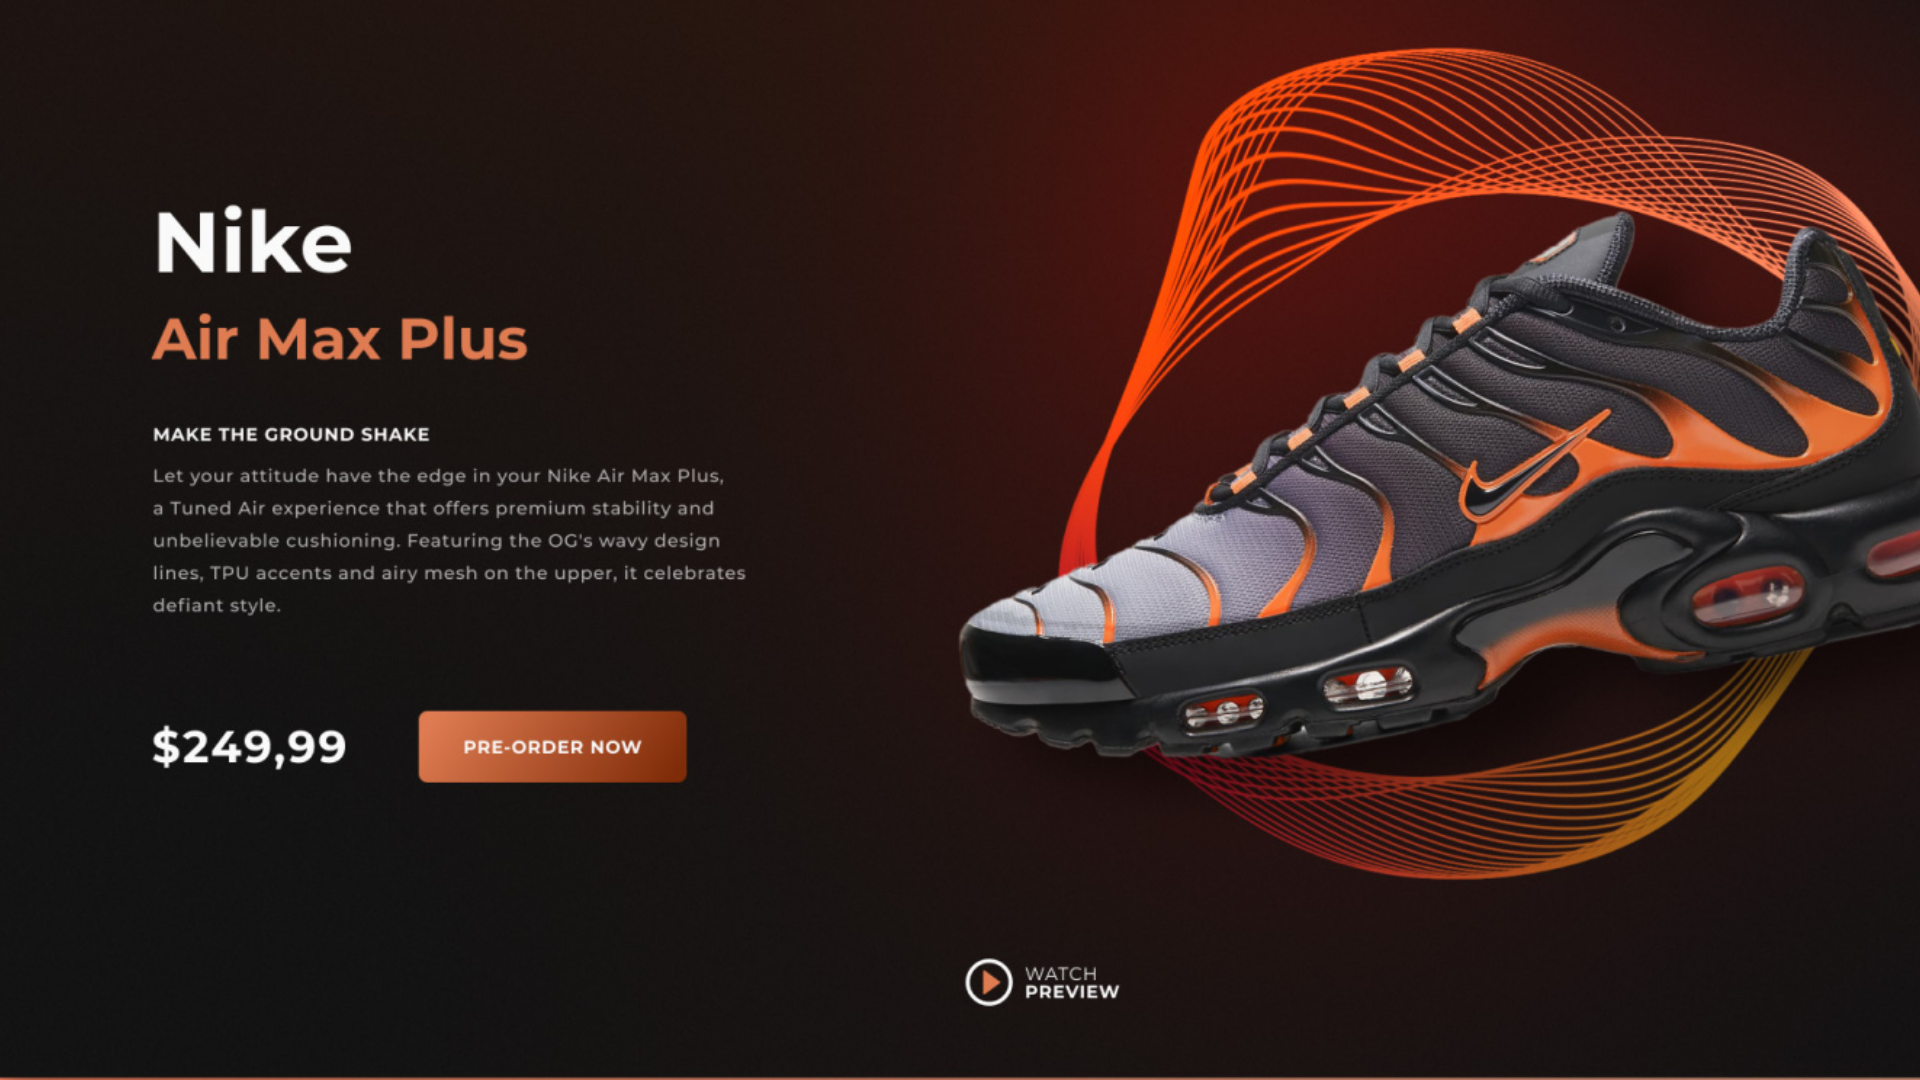 Nike
Air Max Plus
MAKE THE GROUND SHAKE
Let your attitude have the edge in your Nike Air Max Plus,
a Tuned Air experience that offers premium stability and
unbelievable cushioning. Featuring the OG's wavy design
lines, TPU accents and airy mesh on the upper, it celebrates
defiant style.
$249,99
PRE-ORDER NOW
WATCH
PREVIEW